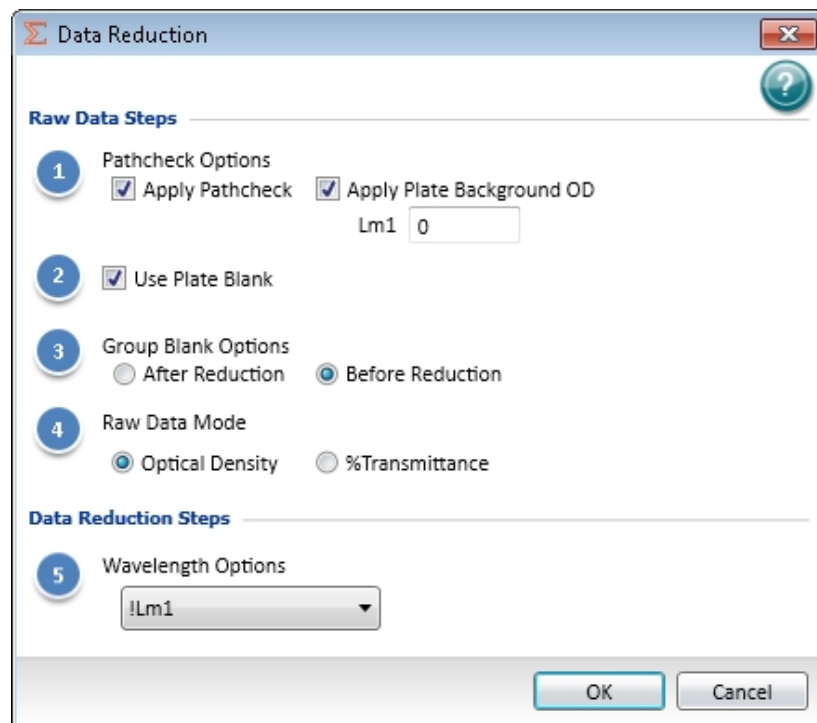 Data Reduction
?
Raw Data Steps
1 Pathcheck Options
Apply Pathcheck Apply Plate Background OD
Lm1 0
2 Use Plate Blank
3 Group Blank Options
After Reduction Before Reduction
4 Raw Data Mode
Optical Density %Transmittance
Data Reduction Steps
5 Wavelength Options
!Lm1
OK Cancel